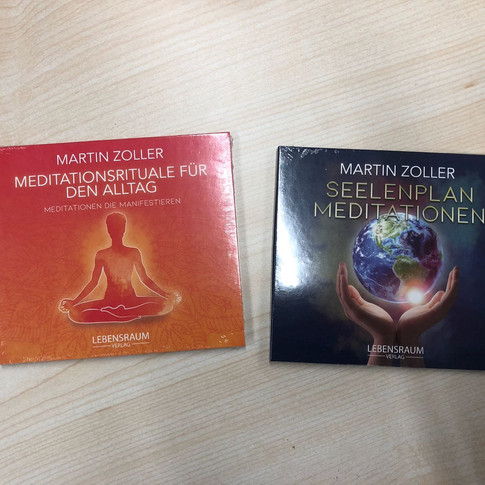 MARTIN ZOLLER
MEDITATIONSRITUALE FÜR
DEN ALLTAG
MEDITATIONEN DIE MANIFESTIEREN
LEBENSRAUM
VERLAG
MARTIN ZOLLER
SEELENPLAN
MEDITATIONEN
LEBENSRAUM
VERLAG